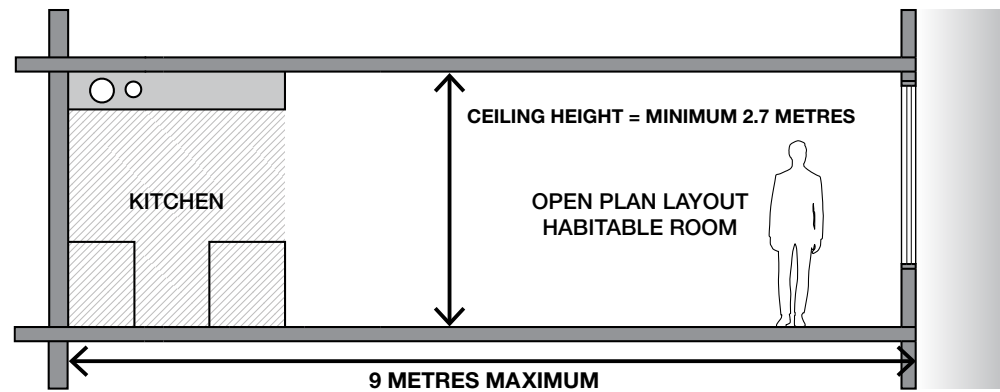 CEILING HEIGHT = MINIMUM 2.7 METRES
KITCHEN
OPEN PLAN LAYOUT
HABITABLE ROOM
9 METRES MAXIMUM